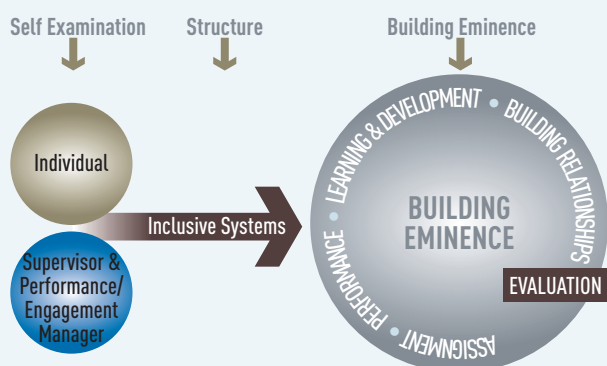 Self Examination
Structure
Building Eminence
Individual
Supervisor &
Performance/
Engagement
Manager
Inclusive Systems
LEARNING & DEVELOPMENT • BUILDING RELATIONSHIPS
ASSIGNMENT • PERFORMANCE •
BUILDING
EMINENCE
EVALUATION